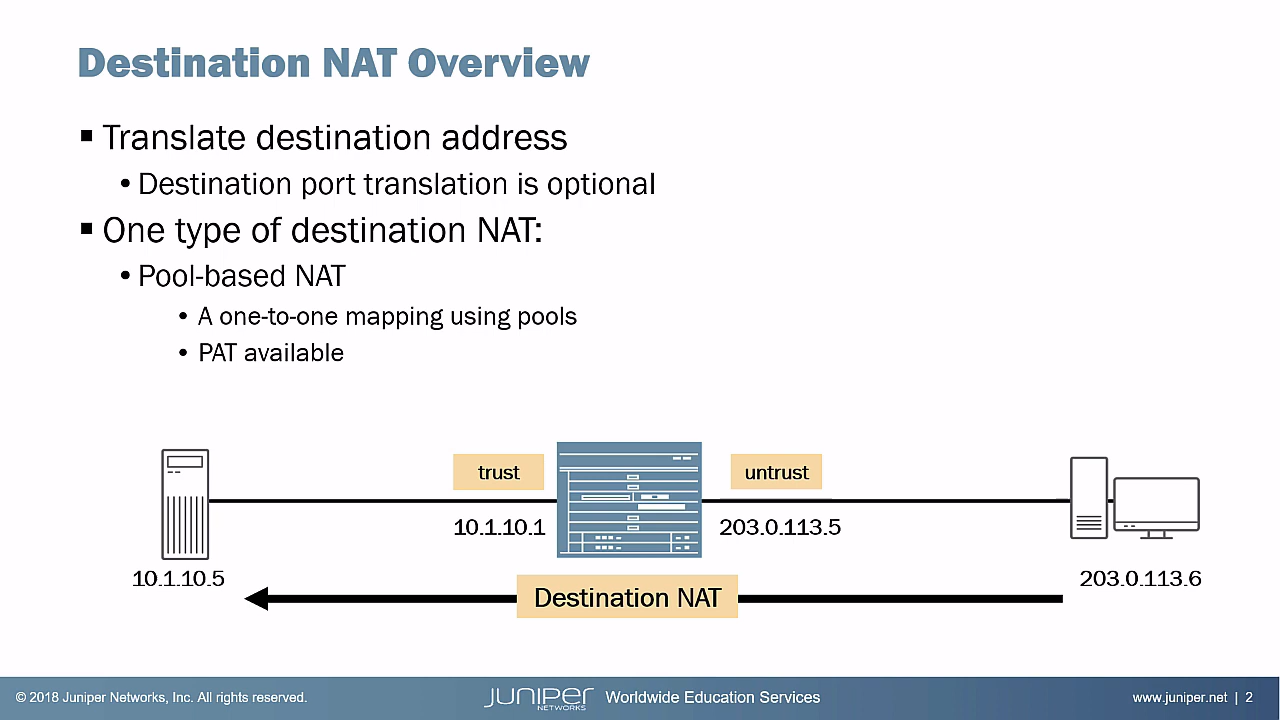 Destination NAT Overview
▪ Translate destination address
• Destination port translation is optional
▪ One type of destination NAT:
• Pool-based NAT
• A one-to-one mapping using pools
• PAT available
trust
untrust
10.1.10.1
203.0.113.5
10.1.10.5
203.0.113.6
Destination NAT
© 2018 Juniper Networks, Inc. All rights reserved.
JUNIPER NETWORKS
Worldwide Education Services
www.juniper.net | 2